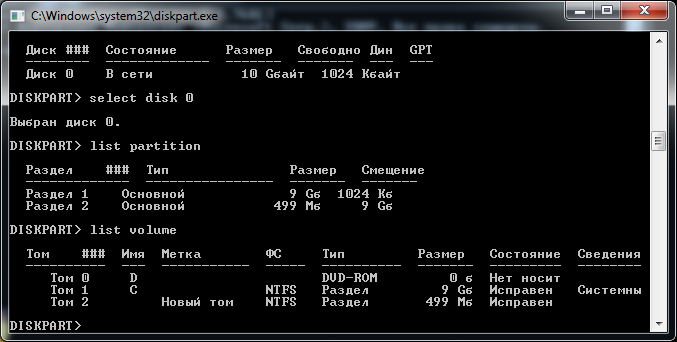 C:\Windows\system32\diskpart.exe
Диск ### Состояние Размер Свободно Дин GPT
Диск 0 В сети 10 Gбайт 1024 Kбайт
DISKPART> select disk 0
Выбран диск 0.
DISKPART> list partition
Раздел ### Тип Размер Смещение
Раздел 1 Основной 9 Gб 1024 Kб
Раздел 2 Основной 499 Mб 9 Gб
DISKPART> list volume
Том ### Имя Метка ФС Тип Размер Состояние Сведения
Том 0 D DVD-ROM 0 б Нет носит
Том 1 C NTFS Раздел 9 Gб Исправен Системны
Том 2 Новый том NTFS Раздел 499 Mб Исправен
DISKPART>